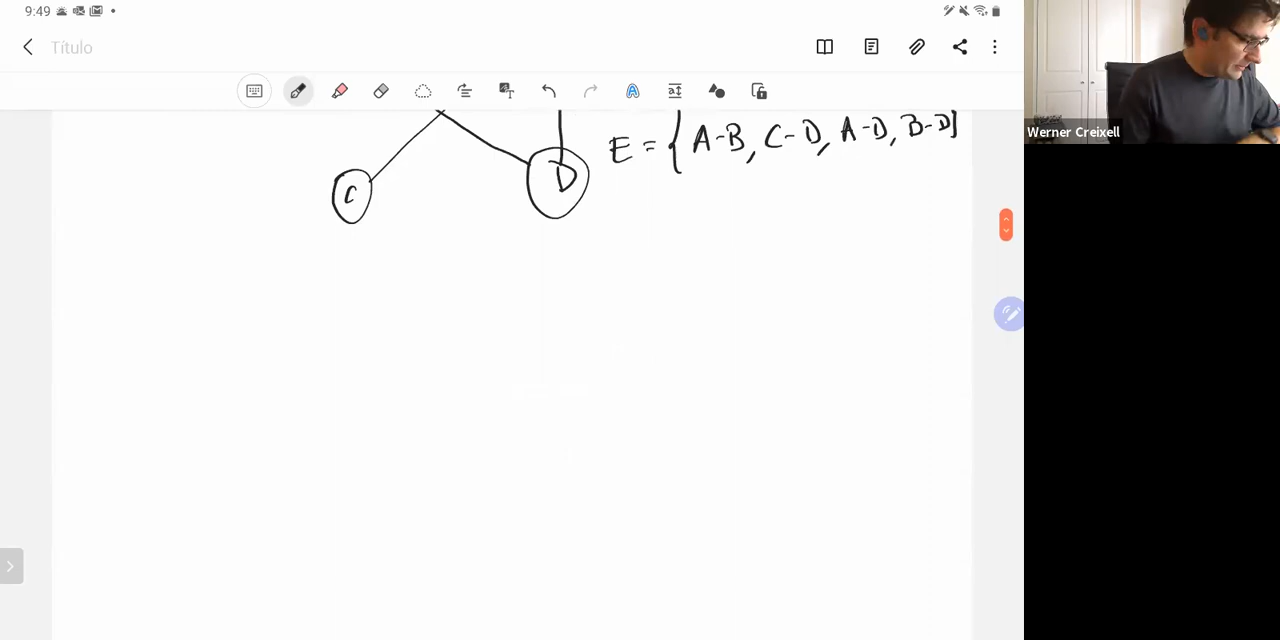 9:49
Título
Werner Creixell
E = { A-B, C-D, A-D, B-D}
C
D